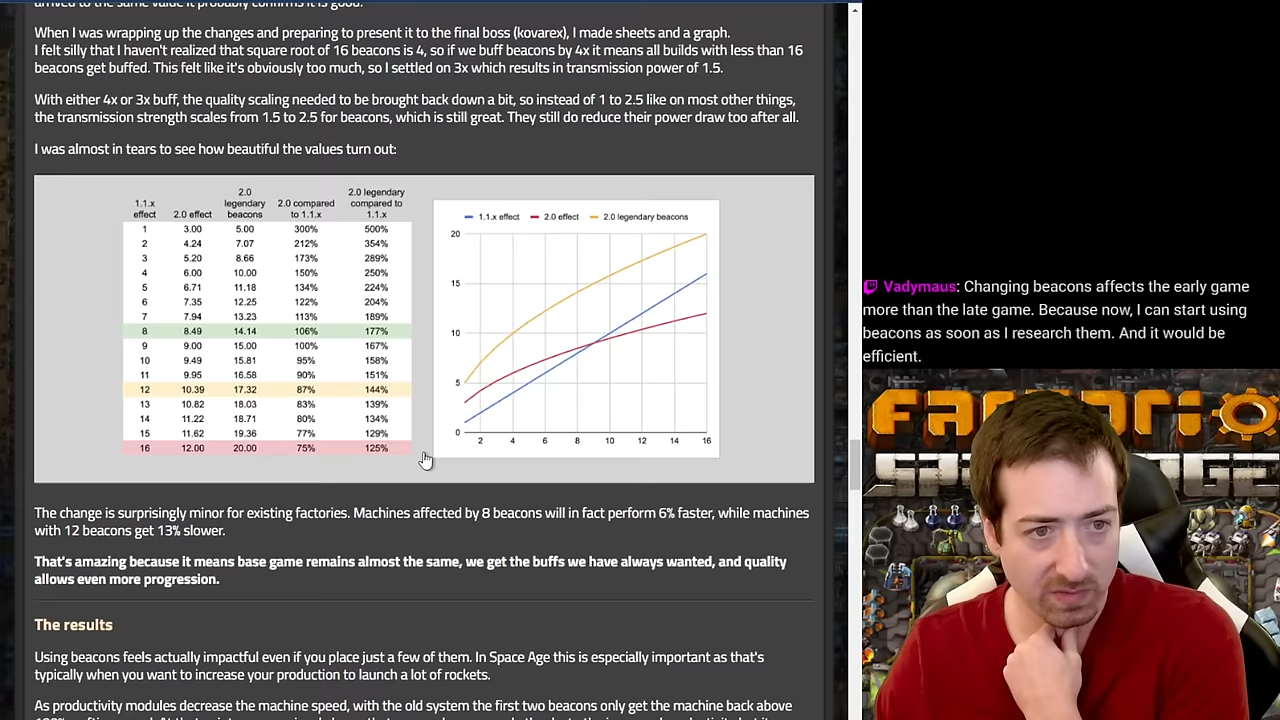 arrived to the same value it probably confirms it is good.
When I was wrapping up the changes and preparing to present it to the final boss (kovarex), I made sheets and a graph.
I felt silly that I haven't realized that square root of 16 beacons is 4, so if we buff beacons by 4x it means all builds with less than 16
beacons get buffed. This felt like it's obviously too much, so I settled on 3x which results in transmission power of 1.5.
With either 4x or 3x buff, the quality scaling needed to be brought back down a bit, so instead of 1 to 2.5 like on most other things,
the transmission strength scales from 1.5 to 2.5 for beacons, which is still great. They still do reduce their power draw too after all.
I was almost in tears to see how beautiful the values turn out:
1.1.x effect 2.0 effect 2.0 legendary beacons 2.0 compared to 1.1.x 2.0 legendary compared to 1.1.x
1 3.00 5.00 300% 500%
2 4.24 7.07 212% 354%
3 5.20 8.66 173% 289%
4 6.00 10.00 150% 250%
5 6.71 11.18 134% 224%
6 7.35 12.25 122% 204%
7 7.94 13.23 113% 189%
8 8.49 14.14 106% 177%
9 9.00 15.00 100% 167%
10 9.49 15.81 95% 158%
11 9.95 16.58 90% 151%
12 10.39 17.32 87% 144%
13 10.82 18.03 83% 139%
14 11.22 18.71 80% 134%
15 11.62 19.36 77% 129%
16 12.00 20.00 75% 125%
1.1.x effect 2.0 effect 2.0 legendary beacons
20
15
10
5
0
2 4 6 8 10 12 14 16
The change is surprisingly minor for existing factories. Machines affected by 8 beacons will in fact perform 6% faster, while machines
with 12 beacons get 13% slower.
That's amazing because it means base game remains almost the same, we get the buffs we have always wanted, and quality
allows even more progression.
The results
Using beacons feels actually impactful even if you place just a few of them. In Space Age this is especially important as that's
typically when you want to increase your production to launch a lot of rockets.
As productivity modules decrease the machine speed, with the old system the first two beacons only get the machine back above
Vadymaus: Changing beacons affects the early game
more than the late game. Because now, I can start using
beacons as soon as I research them. And it would be
efficient.